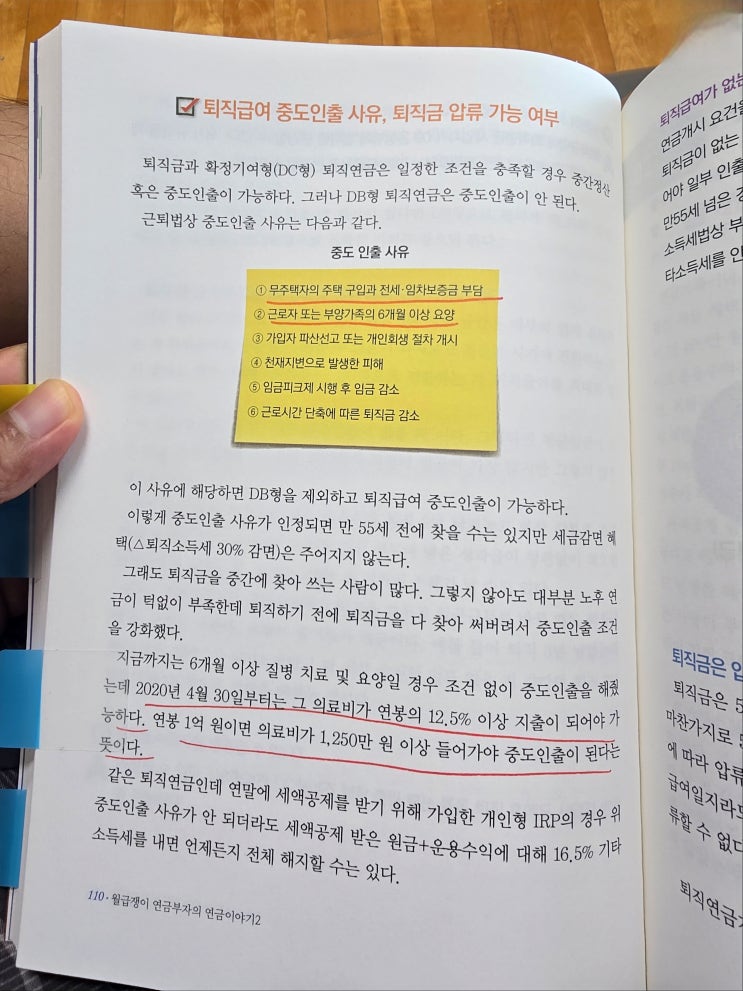 퇴직급여 중도인출 사유, 퇴직금 압류 가능 여부
퇴직금과 확정기여형(DC형) 퇴직연금은 일정한 조건을 충족할 경우 중간정산
혹은 중도인출이 가능하다. 그러나 DB형 퇴직연금은 중도인출이 안 된다.
근퇴법상 중도인출 사유는 다음과 같다.
중도 인출 사유
① 무주택자의 주택 구입과 전세·임차보증금 부담
② 근로자 또는 부양가족의 6개월 이상 요양
③ 가입자 파산선고 또는 개인회생 절차 개시
④ 천재지변으로 발생한 피해
⑤ 임금피크제 시행 후 임금 감소
⑥ 근로시간 단축에 따른 퇴직금 감소
이 사유에 해당하면 DB형을 제외하고 퇴직급여 중도인출이 가능하다.
이렇게 중도인출 사유가 인정되면 만 55세 전에 찾을 수는 있지만 세금감면 혜
택(△퇴직소득세 30% 감면)은 주어지지 않는다.
그래도 퇴직금을 중간에 찾아 쓰는 사람이 많다. 그렇지 않아도 대부분 노후 연
금이 턱없이 부족한데 퇴직하기 전에 퇴직금을 다 찾아 써버려서 중도인출 조건
을 강화했다.
지금까지는 6개월 이상 질병 치료 및 요양일 경우 조건 없이 중도인출을 해줬
는데 2020년 4월 30일부터는 그 의료비가 연봉의 12.5% 이상 지출이 되어야 가
능하다. 연봉 1억 원이면 의료비가 1,250만 원 이상 들어가야 중도인출이 된다는
뜻이다.
같은 퇴직연금인데 연말에 세액공제를 받기 위해 가입한 개인형 IRP의 경우 위
중도인출 사유가 안 되더라도 세액공제 받은 원금+운용수익에 대해 16.5% 기타
소득세를 내면 언제든지 전체 해지할 수는 있다.
110·월급쟁이 연금부자의 연금이야기2
퇴직급여가 없는
연금개시 요건을
퇴직금이 없는
어야 일부 인출
만55세 넘은 경
소득세법상 부
타소득세를 인
퇴직금은 압
퇴직금은 5
마찬가지로 5
에 따라 압류
급여일지라도
류할 수 없다
퇴직연금